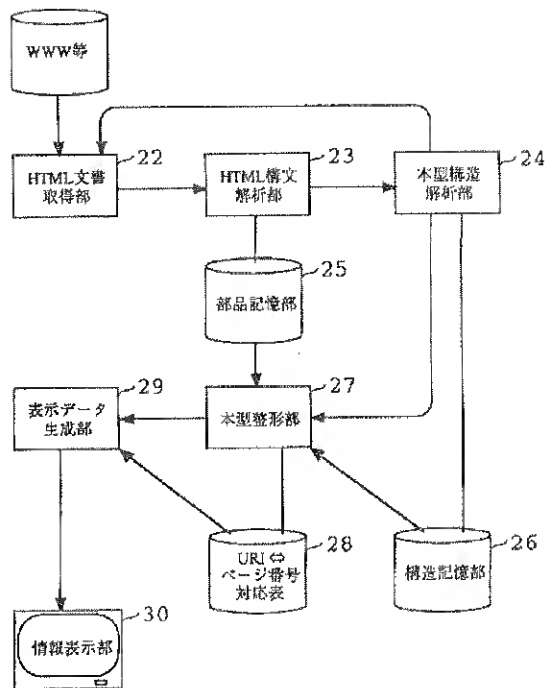 WWW等
22
HTML文書
取得部
23
HTML構文
解析部
24
本型構造
解析部
25
部品記憶部
29
表示データ
生成部
27
本型整形部
28
URI ⇔
ページ番号
対応表
26
構造記憶部
30
情報表示部